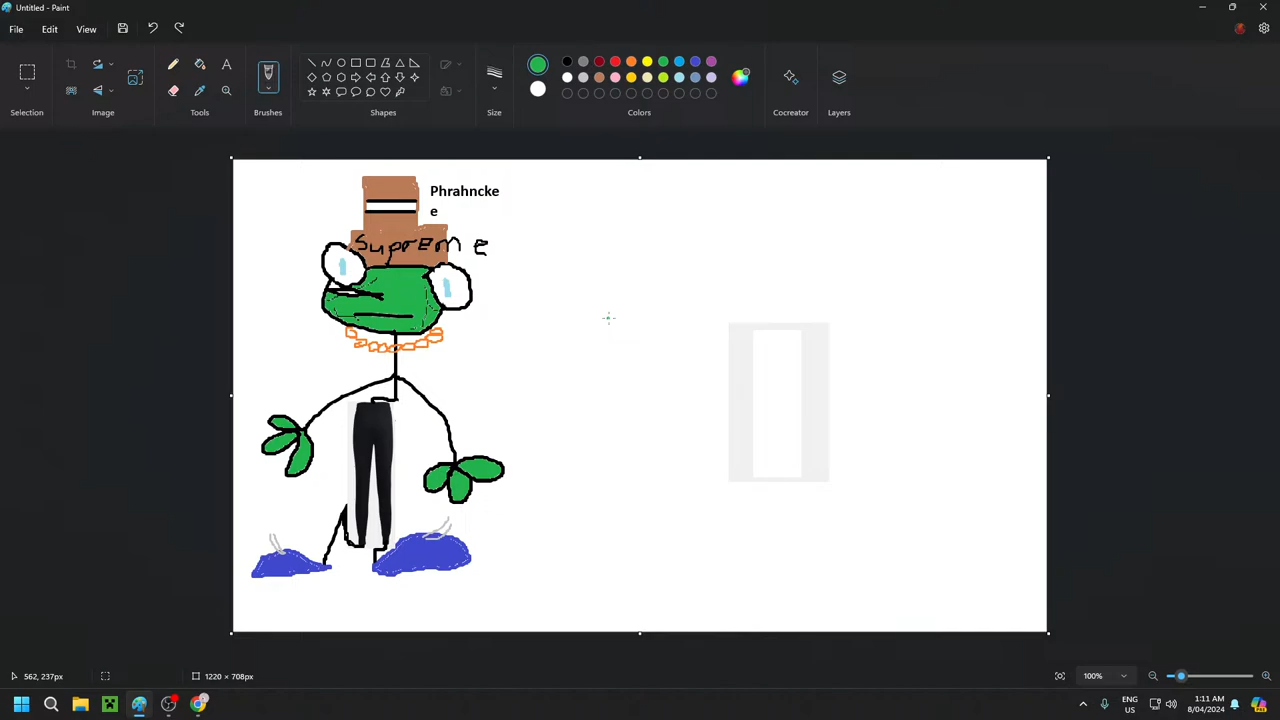 Untitled - Paint
File Edit View
Selection Image Tools Brushes Shapes Size Colors Cocreator Layers
Phrahncke
e
Supreme
562, 237px
1220 × 708px
100%
ENG
US
1:11 AM
8/04/2024